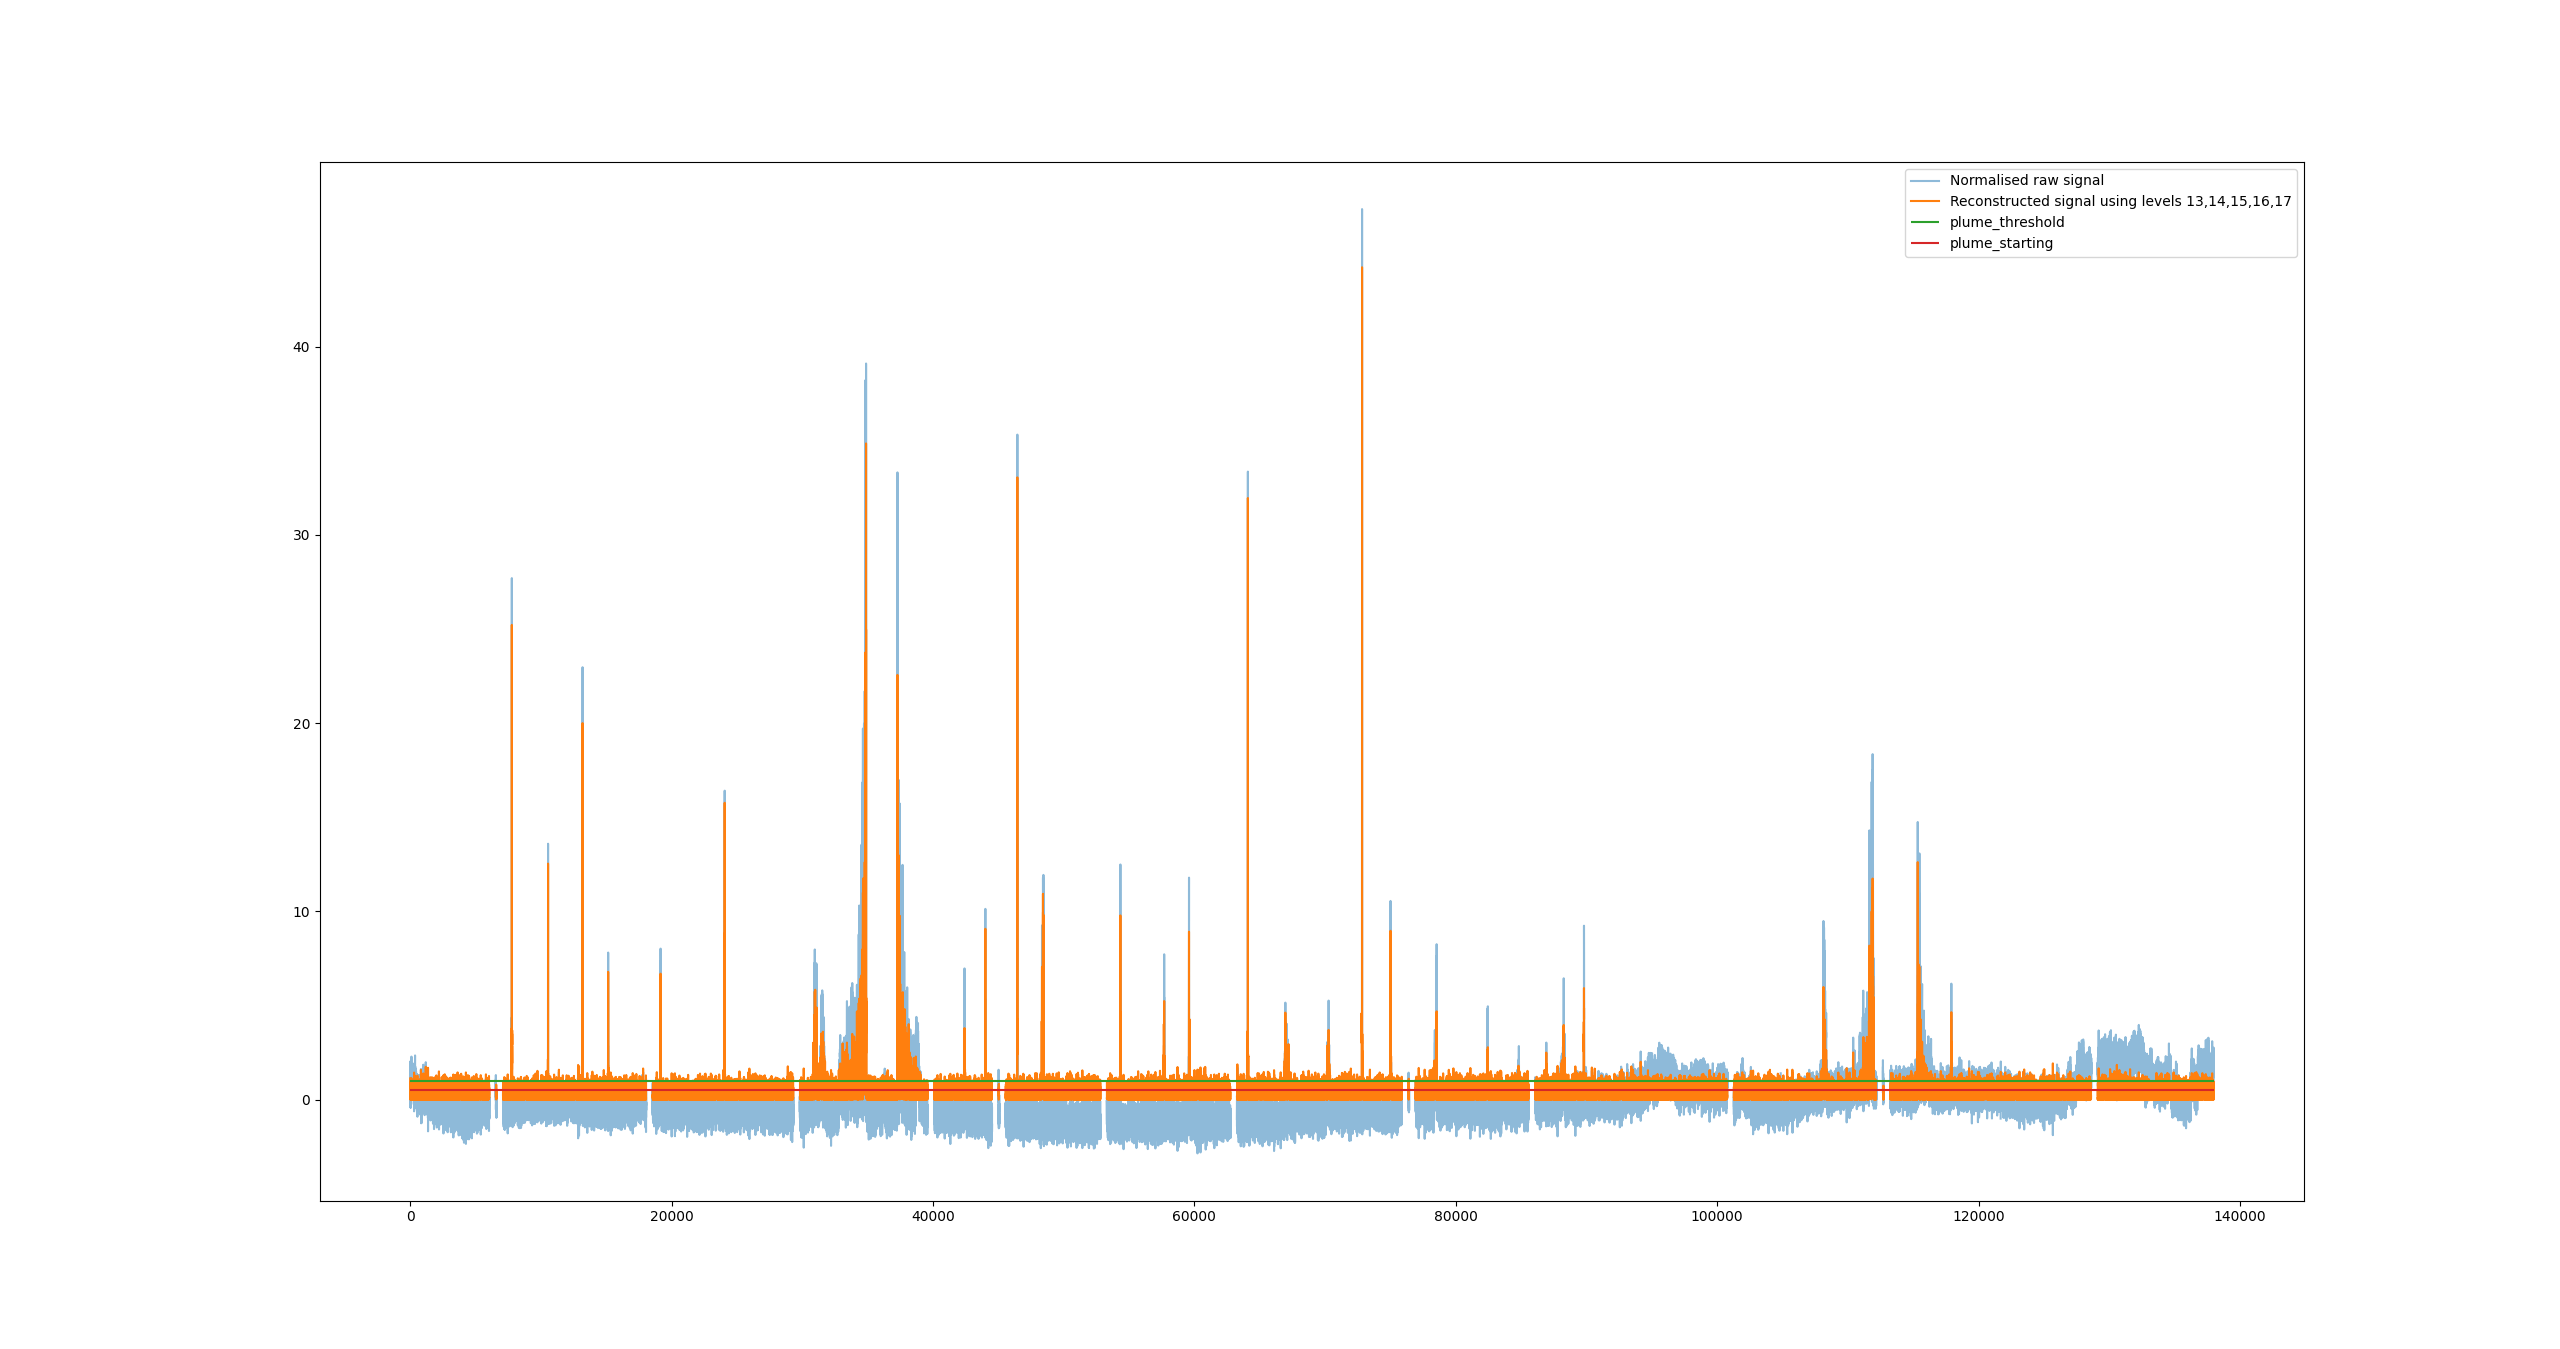 Normalised raw signal
Reconstructed signal using levels 13,14,15,16,17
plume_threshold
plume_starting
40
30
20
10
0
0 20000 40000 60000 80000 100000 120000 140000